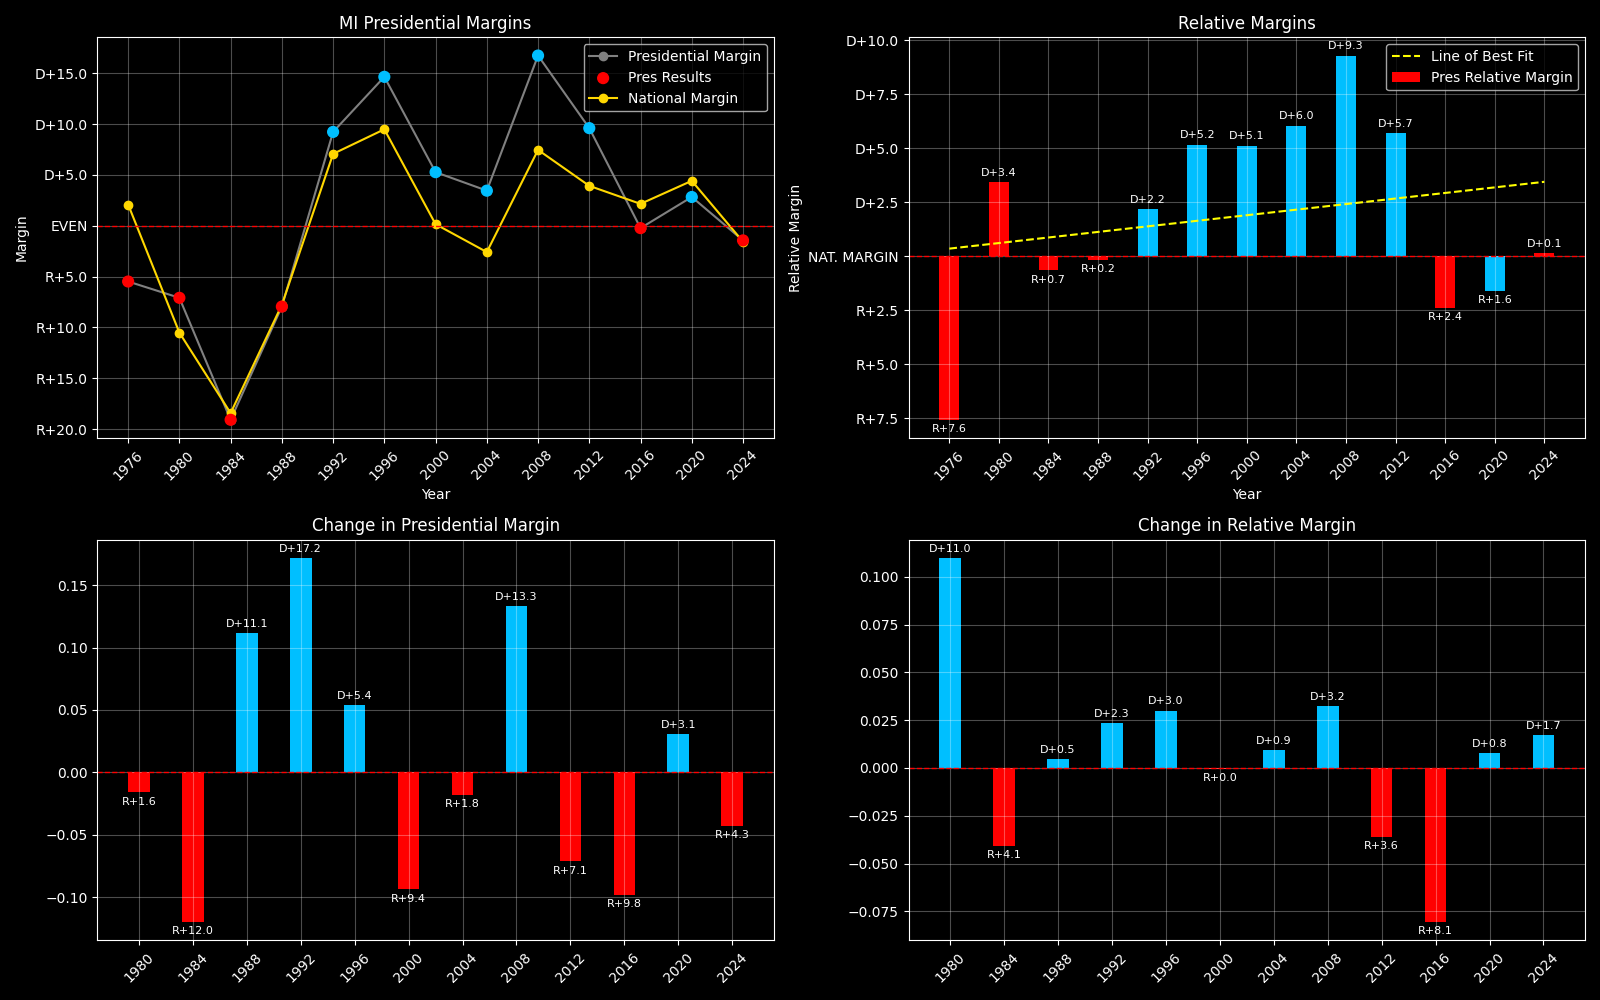 MI Presidential Margins
Presidential Margin
Pres Results
National Margin
D+15.0
D+10.0
D+5.0
EVEN
R+5.0
R+10.0
R+15.0
R+20.0
Margin
1976 1980 1984 1988 1992 1996 2000 2004 2008 2012 2016 2020 2024
Year
Relative Margins
Line of Best Fit
Pres Relative Margin
D+10.0
D+7.5
D+5.0
D+2.5
NAT. MARGIN
R+2.5
R+5.0
R+7.5
Relative Margin
R+7.6 D+3.4 R+0.7 R+0.2 D+2.2 D+5.2 D+5.1 D+6.0 D+9.3 D+5.7 R+2.4 R+1.6 D+0.1
1976 1980 1984 1988 1992 1996 2000 2004 2008 2012 2016 2020 2024
Year
Change in Presidential Margin
0.15
0.10
0.05
0.00
−0.05
−0.10
R+1.6 R+12.0 D+11.1 D+17.2 D+5.4 R+9.4 R+1.8 D+13.3 R+7.1 R+9.8 D+3.1 R+4.3
1980 1984 1988 1992 1996 2000 2004 2008 2012 2016 2020 2024
Change in Relative Margin
0.100
0.075
0.050
0.025
0.000
−0.025
−0.050
−0.075
D+11.0 R+4.1 D+0.5 D+2.3 D+3.0 R+0.0 D+0.9 D+3.2 R+3.6 R+8.1 D+0.8 D+1.7
1980 1984 1988 1992 1996 2000 2004 2008 2012 2016 2020 2024